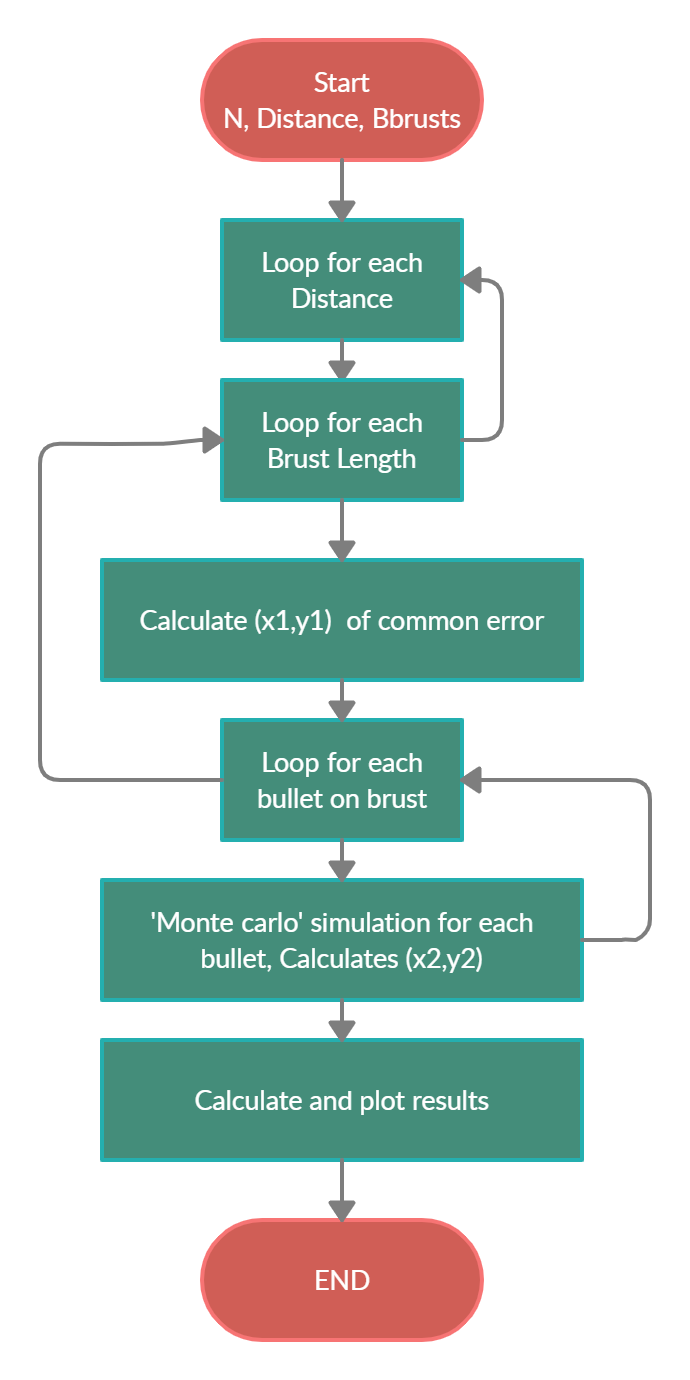 Start
N, Distance, Bbrusts
Loop for each
Distance
Loop for each
Brust Length
Calculate (x1,y1) of common error
Loop for each
bullet on brust
'Monte carlo' simulation for each
bullet, Calculates (x2,y2)
Calculate and plot results
END